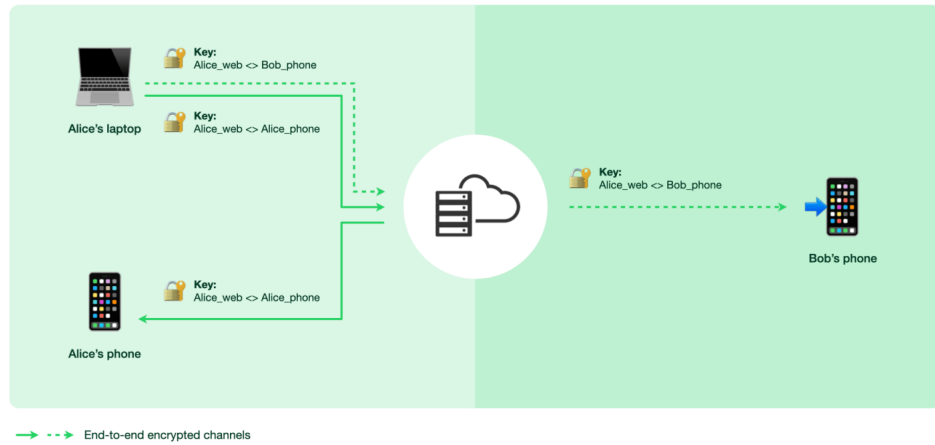 Key:
Alice_web <> Bob_phone
Alice's laptop
Key:
Alice_web <> Alice_phone
Key:
Alice_web <> Bob_phone
Bob's phone
Key:
Alice_web <> Alice_phone
Alice's phone
End-to-end encrypted channels